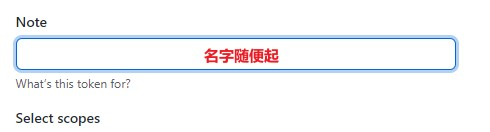 Note
名字随便起
What's this token for?
Select scopes